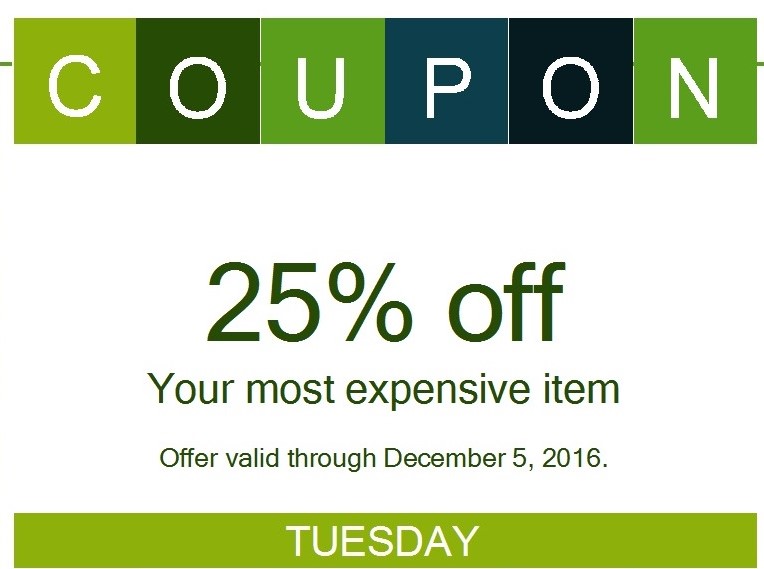 COUPON
25% off
Your most expensive item
Offer valid through December 5, 2016.
TUESDAY